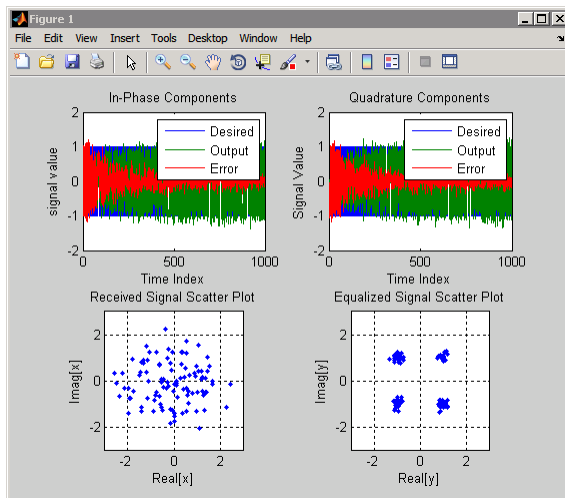 Figure 1
File Edit View Insert Tools Desktop Window Help
In-Phase Components
Quadrature Components
2
1
0
-1
-2
signal value
Desired
Output
Error
0
500
1000
Time Index
2
1
0
-1
-2
Signal Value
Desired
Output
Error
0
500
1000
Time Index
Received Signal Scatter Plot
Equalized Signal Scatter Plot
2
0
-2
Imag[x]
-2
0
2
Real[x]
2
0
-2
Imag[y]
-2
0
2
Real[y]